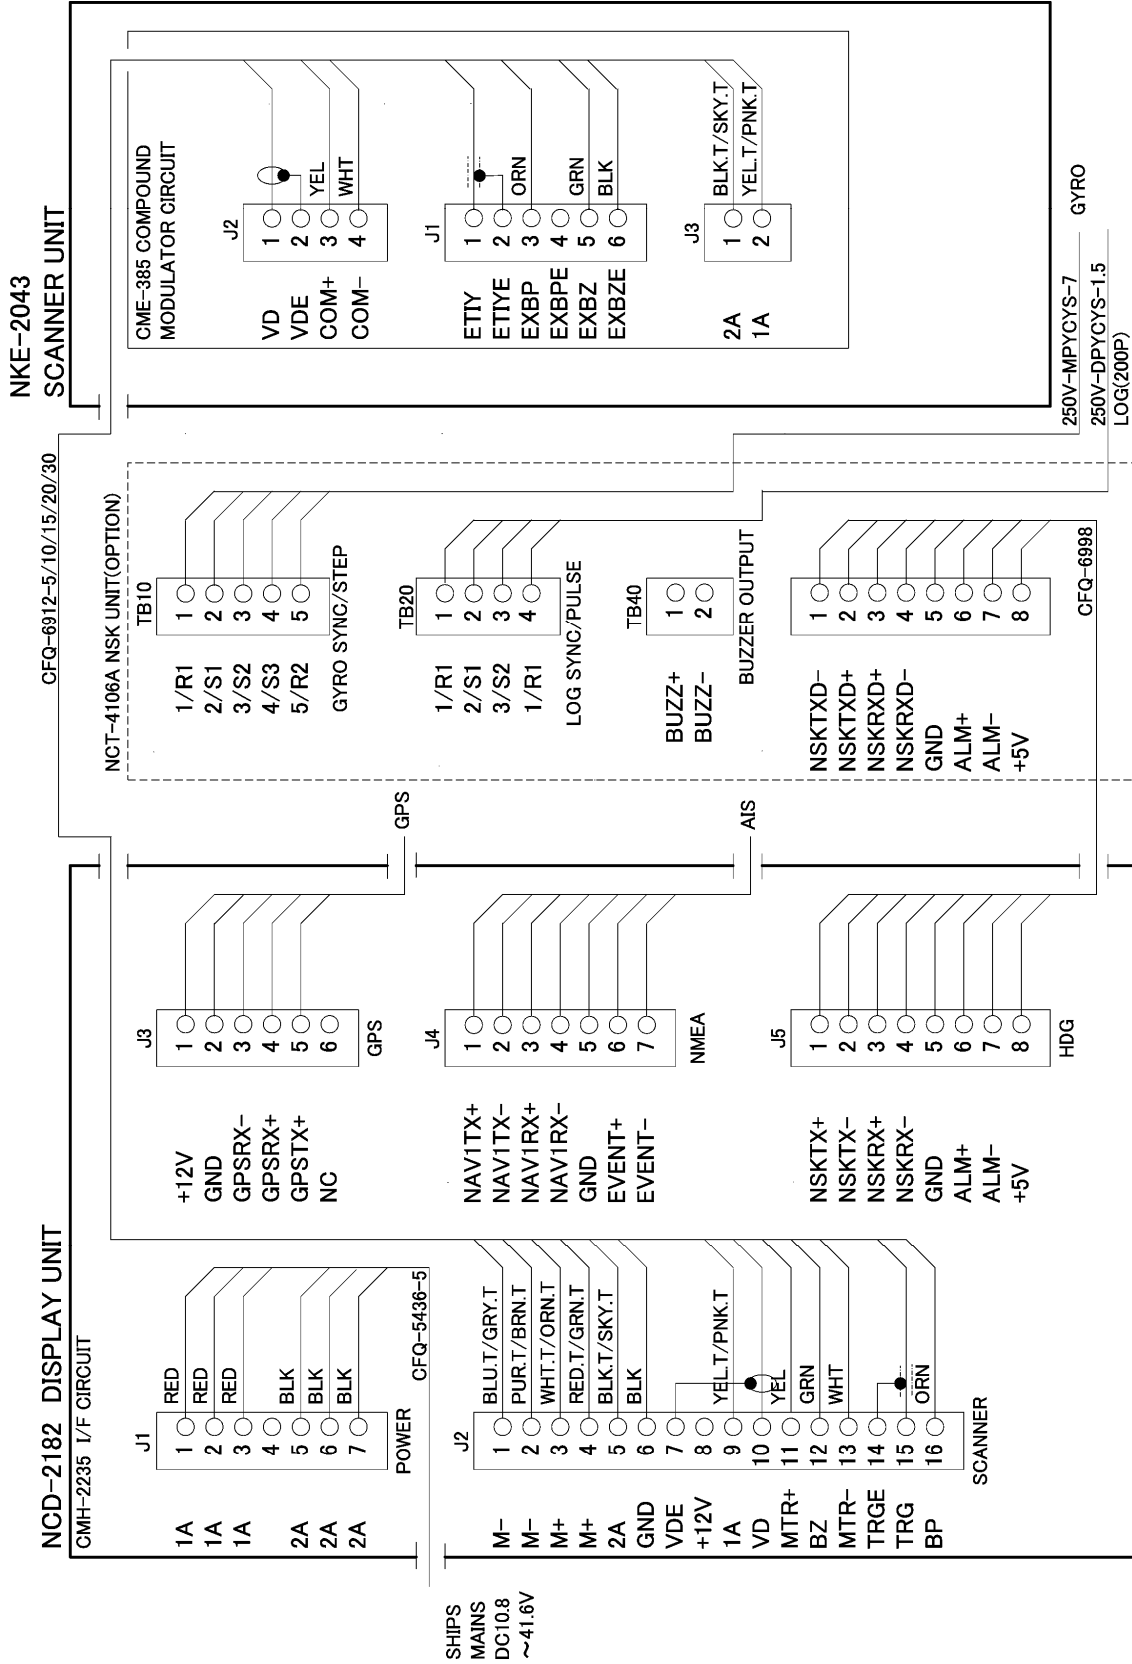 NKE-2043
SCANNER UNIT
CME-385 COMPOUND
MODULATOR CIRCUIT
J2
VD 1
VDE 2
COM+ 3 YEL
COM- 4 WHT
J1
ETIY 1
ETIYE 2
EXBP 3 ORN
EXBPE 4
EXBZ 5 GRN
EXBZE 6 BLK
J3
2A 1 BLK.T/SKY.T
1A 2 YEL.T/PNK.T
CFQ-6912-5/10/15/20/30
250V-MPYCYS-7 GYRO
250V-DPYCYS-1.5
LOG(200P)
NCT-4106A NSK UNIT(OPTION)
TB10
1/R1 1
2/S1 2
3/S2 3
4/S3 4
5/R2 5
GYRO SYNC/STEP
TB20
1/R1 1
2/S1 2
3/S2 3
1/R1 4
LOG SYNC/PULSE
TB40
BUZZ+ 1
BUZZ- 2
BUZZER OUTPUT
NSKTXD- 1
NSKTXD+ 2
NSKRXD+ 3
NSKRXD- 4
GND 5
ALM+ 6
ALM- 7
+5V 8
CFQ-6998
GPS
AIS
NCD-2182 DISPLAY UNIT
CMH-2235 I/F CIRCUIT
J3
+12V 1
GND 2
GPSRX- 3
GPSRX+ 4
GPSTX+ 5
NC 6
GPS
J4
NAV1TX+ 1
NAV1TX- 2
NAV1RX+ 3
NAV1RX- 4
GND 5
EVENT+ 6
EVENT- 7
NMEA
J5
NSKTX+ 1
NSKTX- 2
NSKRX+ 3
NSKRX- 4
GND 5
ALM+ 6
ALM- 7
+5V 8
HDG
J1
1A 1 RED
1A 2 RED
1A 3 RED
4
2A 5 BLK
2A 6 BLK
2A 7 BLK
POWER
CFQ-5436-5
J2
M- 1 BLU.T/GRY.T
M- 2 PUR.T/BRN.T
M+ 3 WHT.T/ORN.T
M+ 4 RED.T/GRN.T
2A 5 BLK.T/SKY.T
GND 6 BLK
VDE 7
+12V 8
1A 9 YEL.T/PNK.T
VD 10
MTR+ 11 YEL
BZ 12 GRN
MTR- 13 WHT
TRGE 14
TRG 15
BP 16 ORN
SCANNER
SHIPS
MAINS
DC10.8
~41.6V